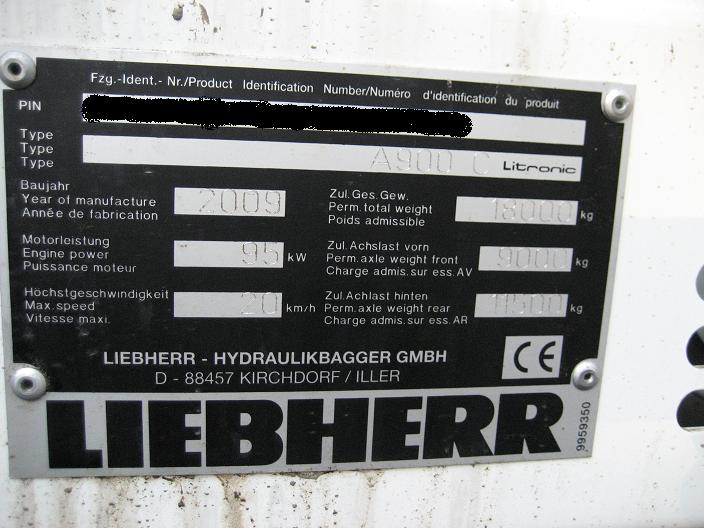 Fzg.-Ident.- Nr./Product Identification Number/Numéro d'identification du produit
PIN
Type
Type
Type
A900 C Litronic
Baujahr
Year of manufacture
Année de fabrication
2009
Zul.Ges.Gew.
Perm.total weight
Poids admissible
18000 kg
Motorleistung
Engine power
Puissance moteur
95 kW
Zul.Achslast vorn
Perm.axle weight front
Charge admis.sur ess.AV
9000 kg
Höchstgeschwindigkeit
Max.speed
Vitesse maxi.
20 km/h
Zul.Achlast hinten
Perm.axle weight rear
Charge admis.sur ess.AR
11500 kg
LIEBHERR - HYDRAULIKBAGGER GMBH
D - 88457 KIRCHDORF / ILLER
CE
LIEBHERR
9959350